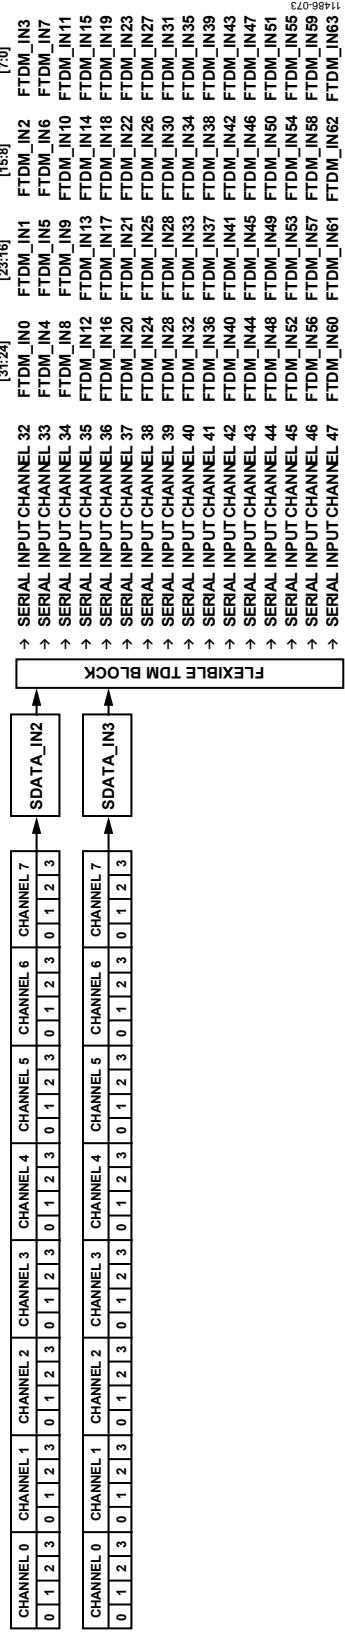 [31:24] [23:16] [15:8] [7:0]
CHANNEL 0 CHANNEL 1 CHANNEL 2 CHANNEL 3 CHANNEL 4 CHANNEL 5 CHANNEL 6 CHANNEL 7
0 1 2 3 0 1 2 3 0 1 2 3 0 1 2 3 0 1 2 3 0 1 2 3 0 1 2 3 0 1 2 3
SDATA_IN2
CHANNEL 0 CHANNEL 1 CHANNEL 2 CHANNEL 3 CHANNEL 4 CHANNEL 5 CHANNEL 6 CHANNEL 7
0 1 2 3 0 1 2 3 0 1 2 3 0 1 2 3 0 1 2 3 0 1 2 3 0 1 2 3 0 1 2 3
SDATA_IN3
FLEXIBLE TDM BLOCK
→ SERIAL INPUT CHANNEL 32 FTDM_IN0 FTDM_IN1 FTDM_IN2 FTDM_IN3
→ SERIAL INPUT CHANNEL 33 FTDM_IN4 FTDM_IN5 FTDM_IN6 FTDM_IN7
→ SERIAL INPUT CHANNEL 34 FTDM_IN8 FTDM_IN9 FTDM_IN10 FTDM_IN11
→ SERIAL INPUT CHANNEL 35 FTDM_IN12 FTDM_IN13 FTDM_IN14 FTDM_IN15
→ SERIAL INPUT CHANNEL 36 FTDM_IN16 FTDM_IN17 FTDM_IN18 FTDM_IN19
→ SERIAL INPUT CHANNEL 37 FTDM_IN20 FTDM_IN21 FTDM_IN22 FTDM_IN23
→ SERIAL INPUT CHANNEL 38 FTDM_IN24 FTDM_IN25 FTDM_IN26 FTDM_IN27
→ SERIAL INPUT CHANNEL 39 FTDM_IN28 FTDM_IN28 FTDM_IN30 FTDM_IN31
→ SERIAL INPUT CHANNEL 40 FTDM_IN32 FTDM_IN33 FTDM_IN34 FTDM_IN35
→ SERIAL INPUT CHANNEL 41 FTDM_IN36 FTDM_IN37 FTDM_IN38 FTDM_IN39
→ SERIAL INPUT CHANNEL 42 FTDM_IN40 FTDM_IN41 FTDM_IN42 FTDM_IN43
→ SERIAL INPUT CHANNEL 43 FTDM_IN44 FTDM_IN45 FTDM_IN46 FTDM_IN47
→ SERIAL INPUT CHANNEL 44 FTDM_IN48 FTDM_IN49 FTDM_IN50 FTDM_IN51
→ SERIAL INPUT CHANNEL 45 FTDM_IN52 FTDM_IN53 FTDM_IN54 FTDM_IN55
→ SERIAL INPUT CHANNEL 46 FTDM_IN56 FTDM_IN57 FTDM_IN58 FTDM_IN59
→ SERIAL INPUT CHANNEL 47 FTDM_IN60 FTDM_IN61 FTDM_IN62 FTDM_IN63
11486-073